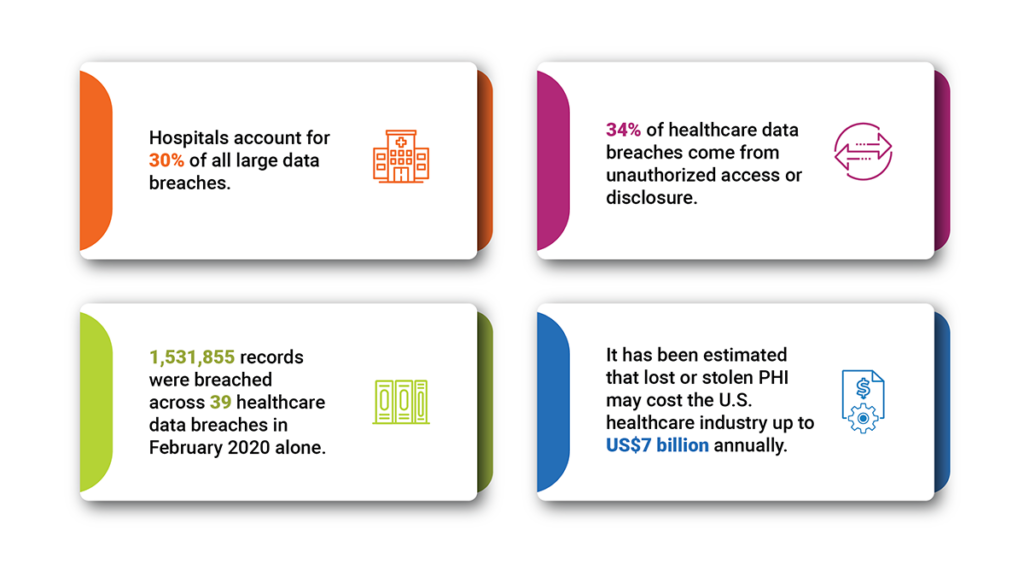 Hospitals account for
30% of all large data
breaches.
34% of healthcare data
breaches come from
unauthorized access or
disclosure.
1,531,855 records
were breached
across 39 healthcare
data breaches in
February 2020 alone.
It has been estimated
that lost or stolen PHI
may cost the U.S.
healthcare industry up to
US$7 billion annually.
$